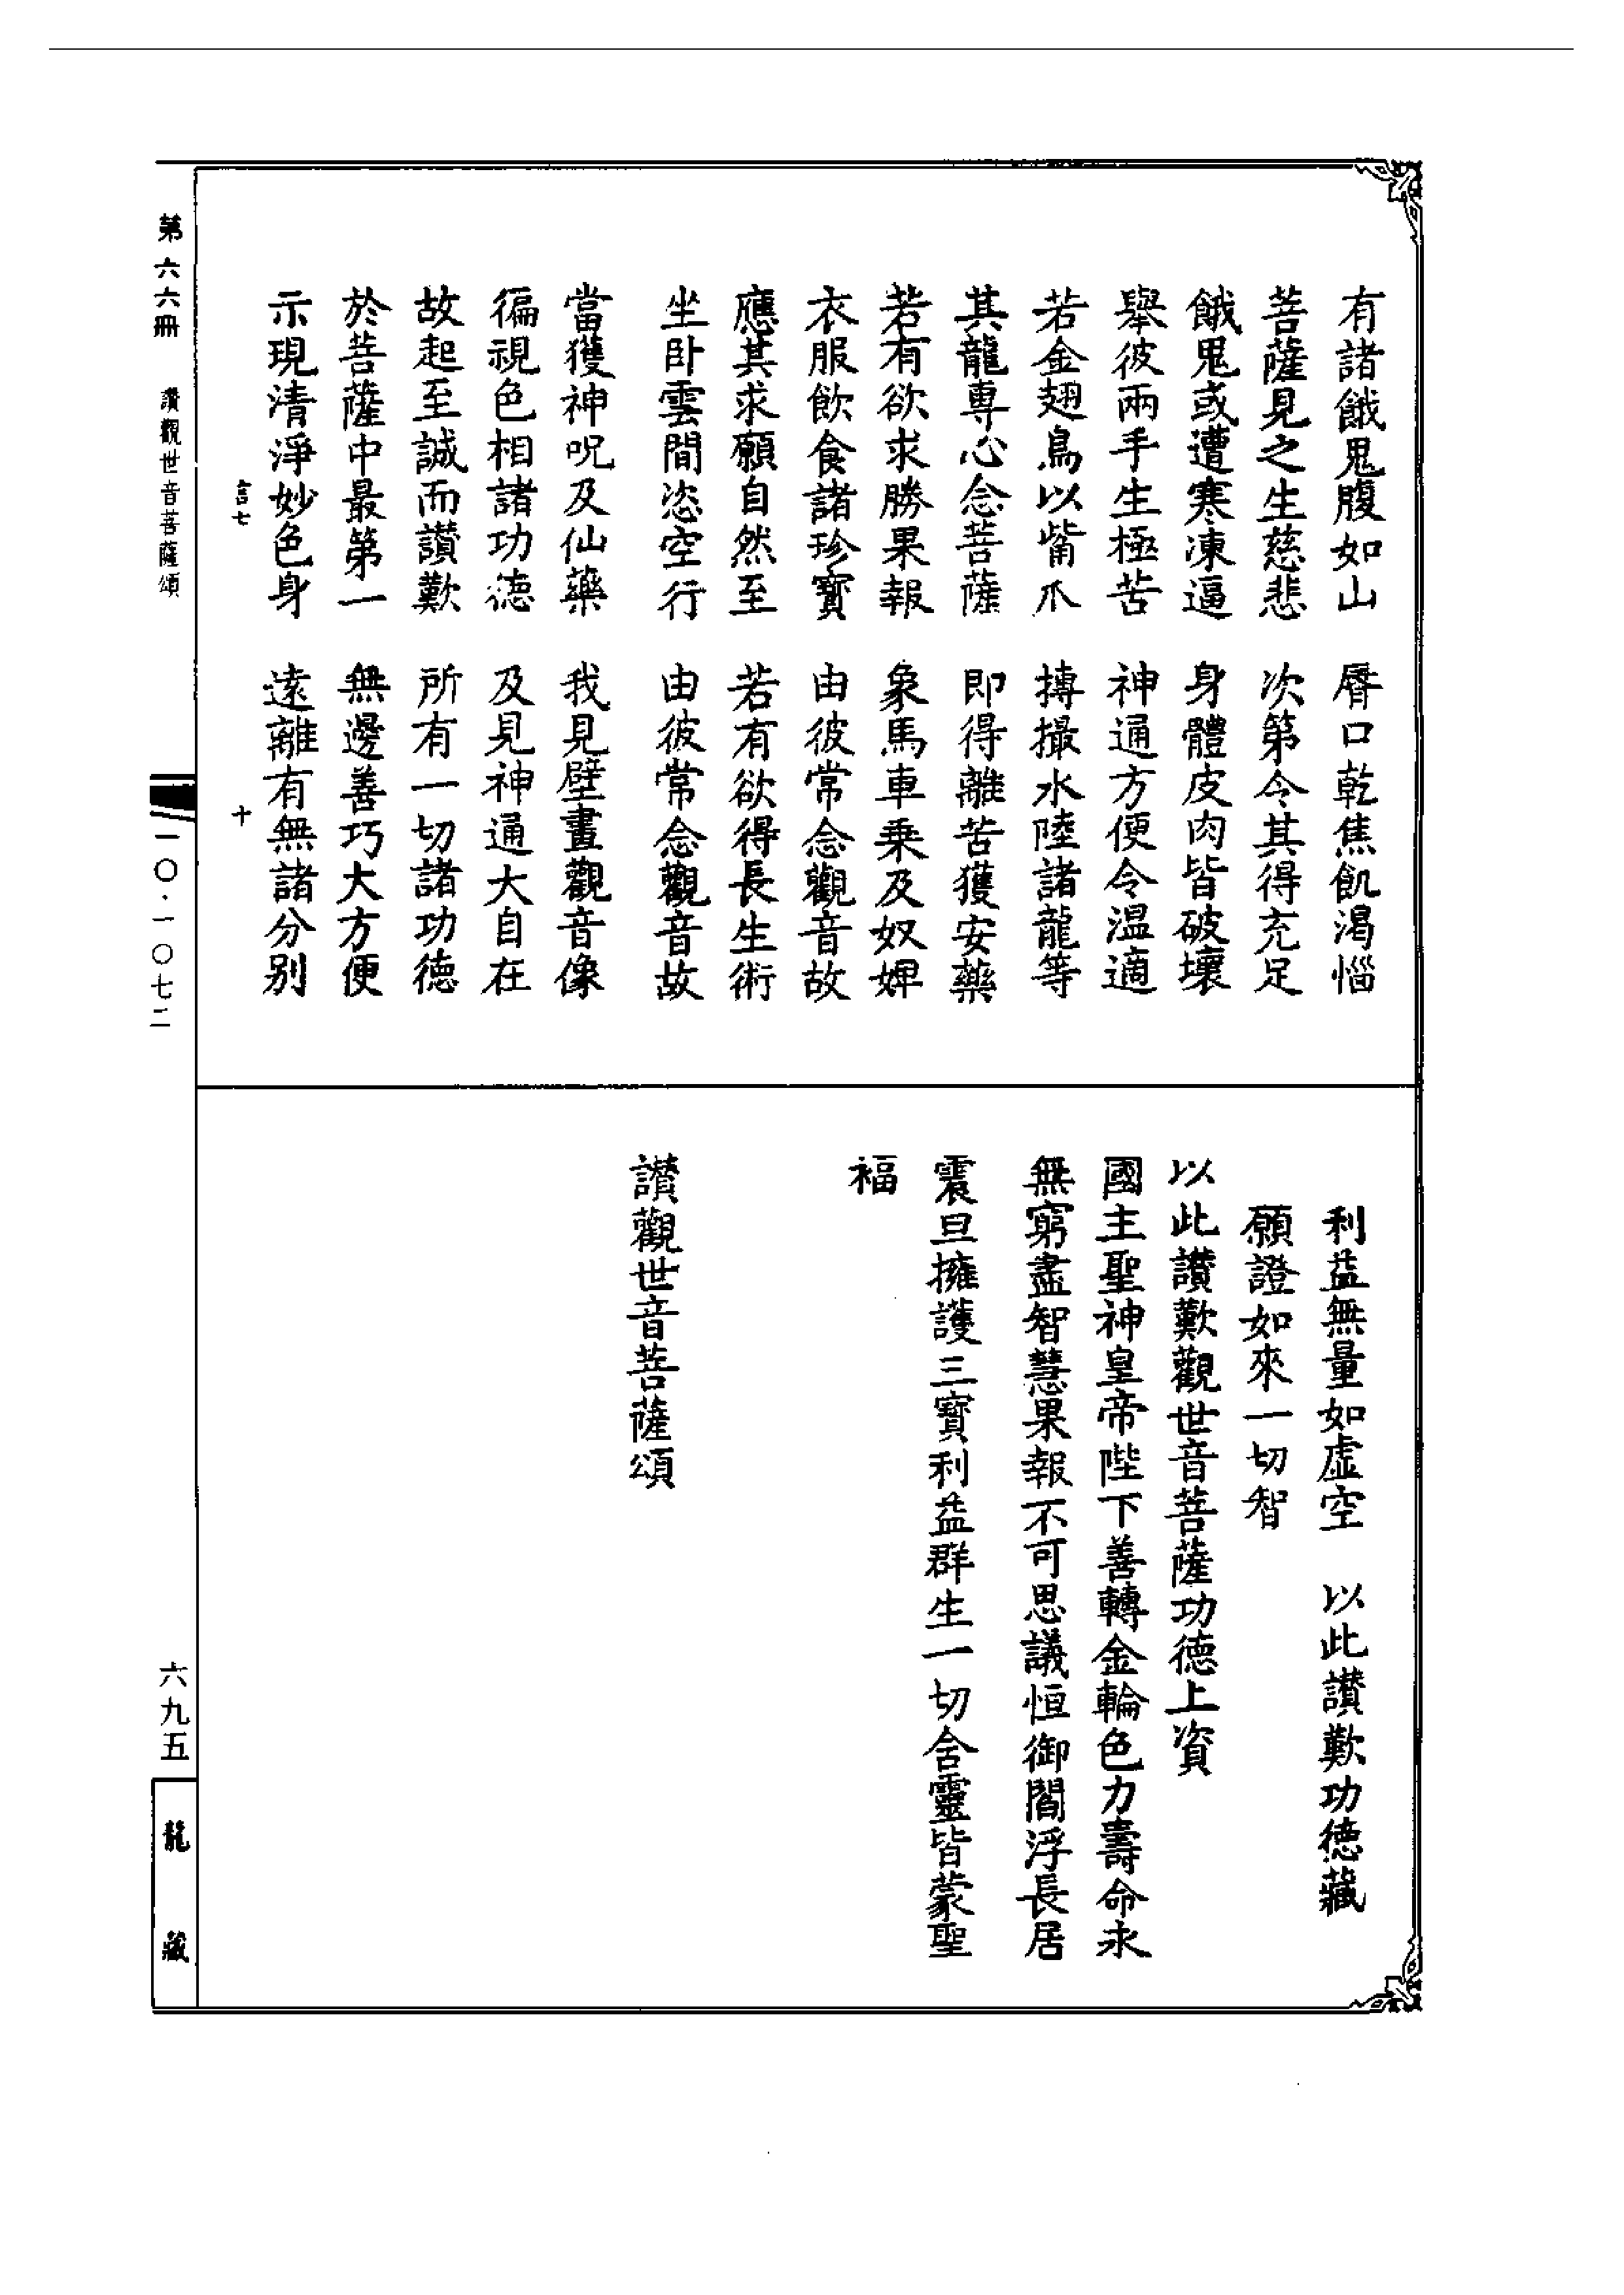 有諸餓鬼腹如山　脣口乾焦飢渴惱
菩薩見之生慈悲　次第令其得充足
餓鬼或遭寒凍逼　身體皮肉皆破壞
舉彼兩手生極苦　神通方便令温適
若金翅鳥以觜爪　摶撮水陸諸龍等
其龍專心念菩薩　即得離苦獲安藥
若有欲求勝果報　象馬車乗及奴婢
衣服飲食諸珍寳　由彼常念觀音故
應其求願自然至　若有欲得長生術
坐卧雲間恣空行　由彼常念觀音故
當獲神呪及仙藥　我見壁畫觀音像
徧視色相諸功德　及見神通大自在
故起至誠而讚歎　所有一切諸功德
於菩薩中最第一　無邊善巧大方便
示現清淨妙色身　遠離有無諸分別
言七　十
利益無量如虛空　以此讚歎功德藏
願證如來一切智
以此讚歎觀世音菩薩功德上資
國主聖神皇帝陛下善轉金輪色力壽命永
無窮盡智慧果報不可思議恒御閻浮長居
震旦擁護三寶利益群生一切含靈皆蒙聖
福
讚觀世音菩薩頌
第六六冊　讚觀世音菩薩頌
一〇·一〇七二
六九五
龍藏